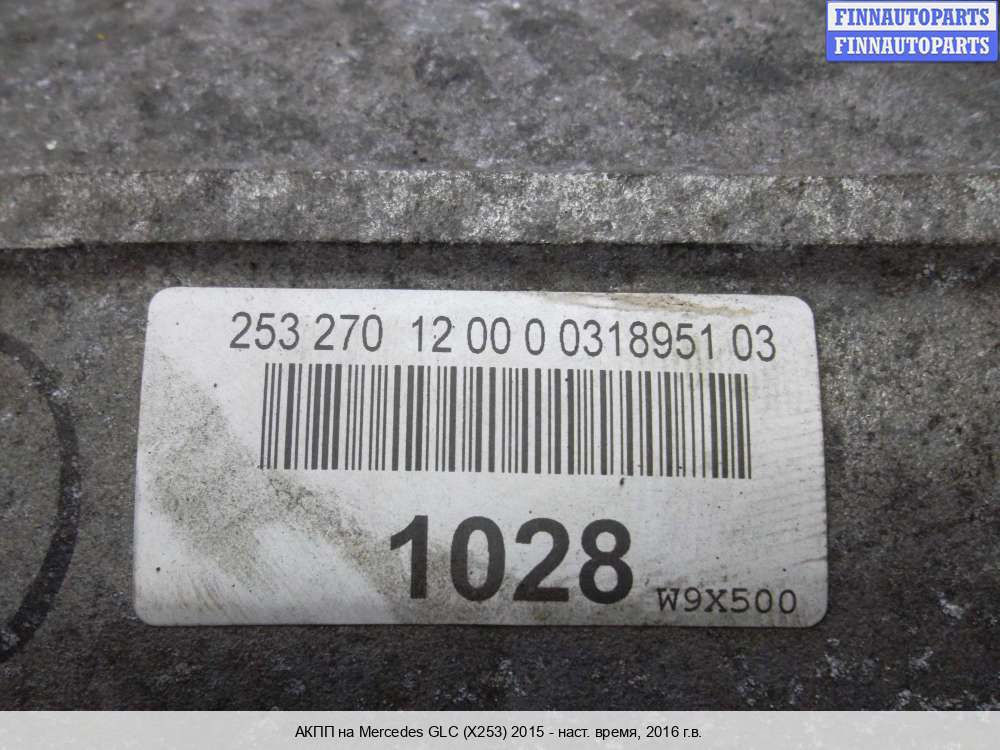 FINNAUTOPARTS
FINNAUTOPARTS
253 270 12 00 0 0318951 03
1028
W9X500
АКПП на Mercedes GLC (X253) 2015 - наст. время, 2016 г.в.